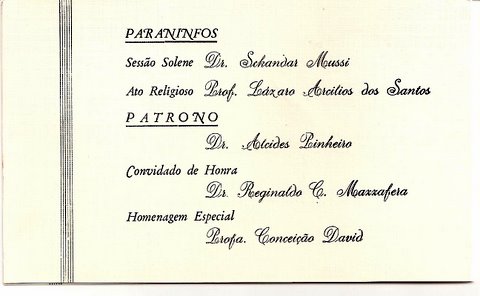 PARANINFOS
Sessão Solene Dr. Sekandar Mussi
Ato Religioso Prof. Lázaro Arcilios dos Santos
PATRONO
Dr. Alcides Pinheiro
Convidado de Honra
Dr. Reginaldo C. Mazzafera
Homenagem Especial
Profa. Conceição David